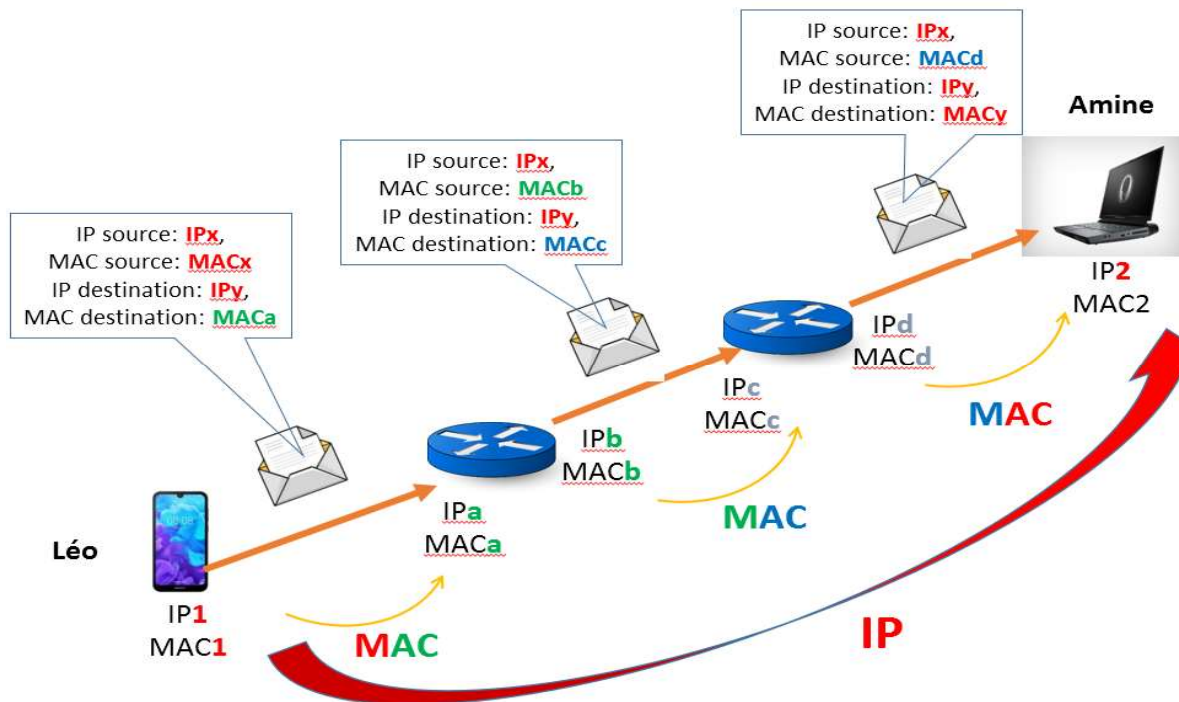 IP source: IPx,
MAC source: MACd
IP destination: IPy,
MAC destination: MACy
Amine
IP source: IPx,
MAC source: MACb
IP destination: IPy,
MAC destination: MACc
IP source: IPx,
MAC source: MACx
IP destination: IPy,
MAC destination: MACa
IP2
MAC2
IPd
MACd
IPc
MACc
MAC
IPb
MACb
MAC
IPa
MACa
Léo
IP1
MAC1
MAC
IP